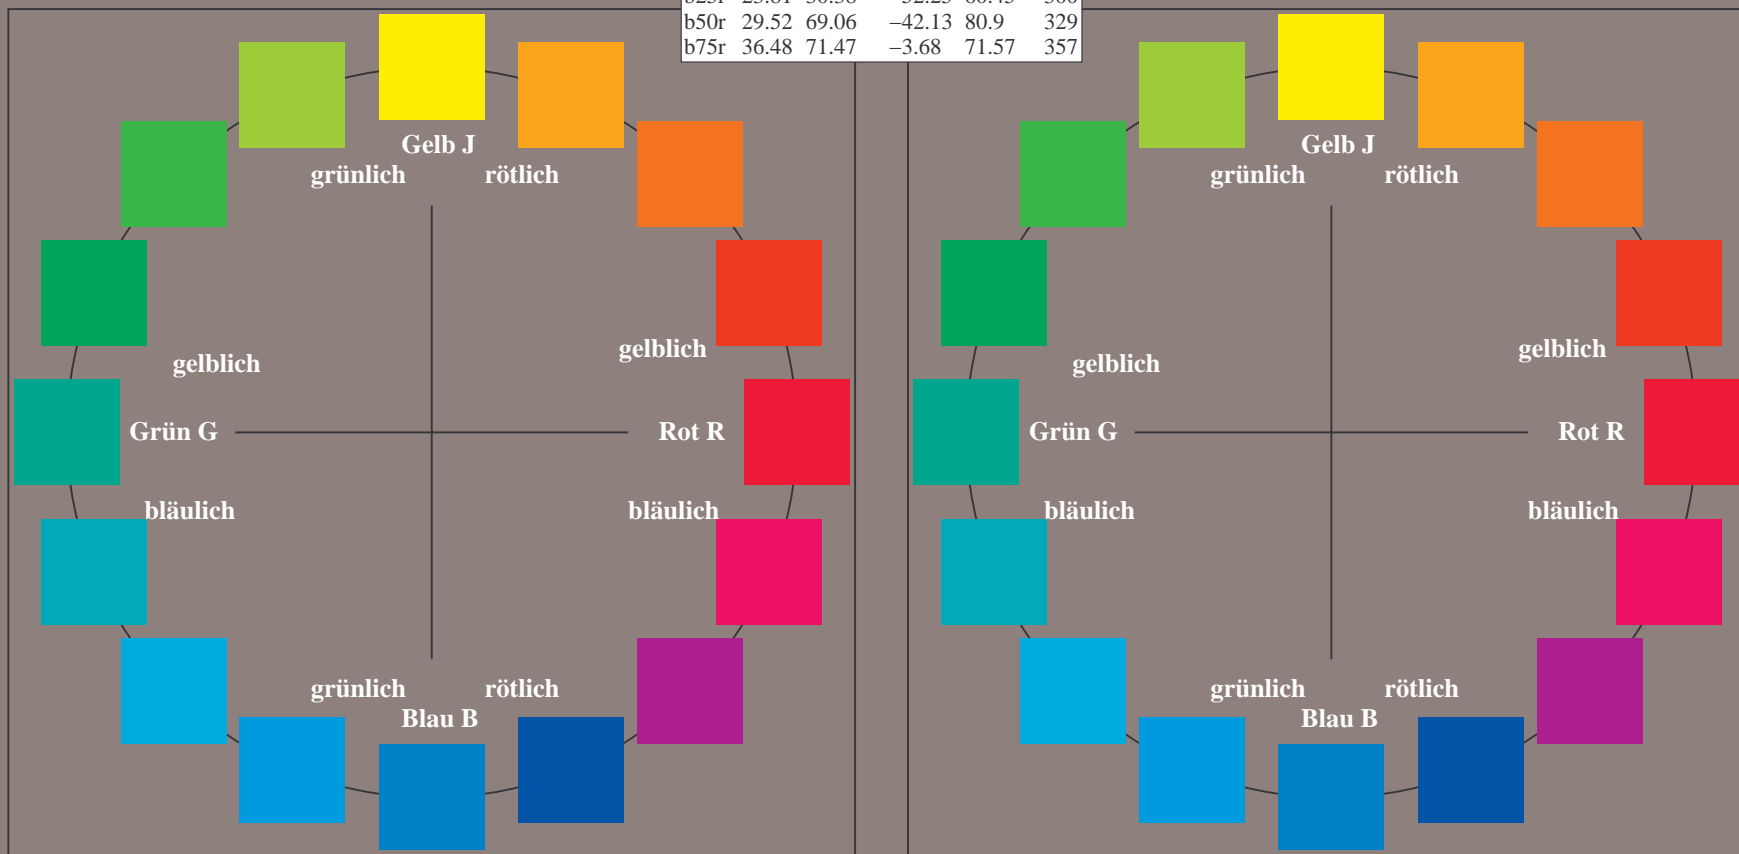 b50r 29.52 69.06 −42.13 80.9 329
b75r 36.48 71.47 −3.68 71.57 357
Gelb J
grünlich rötlich
gelblich
gelblich
Grün G
Rot R
bläulich
bläulich
grünlich rötlich
Blau B
Gelb J
grünlich rötlich
gelblich
gelblich
Grün G
Rot R
bläulich
bläulich
grünlich rötlich
Blau B